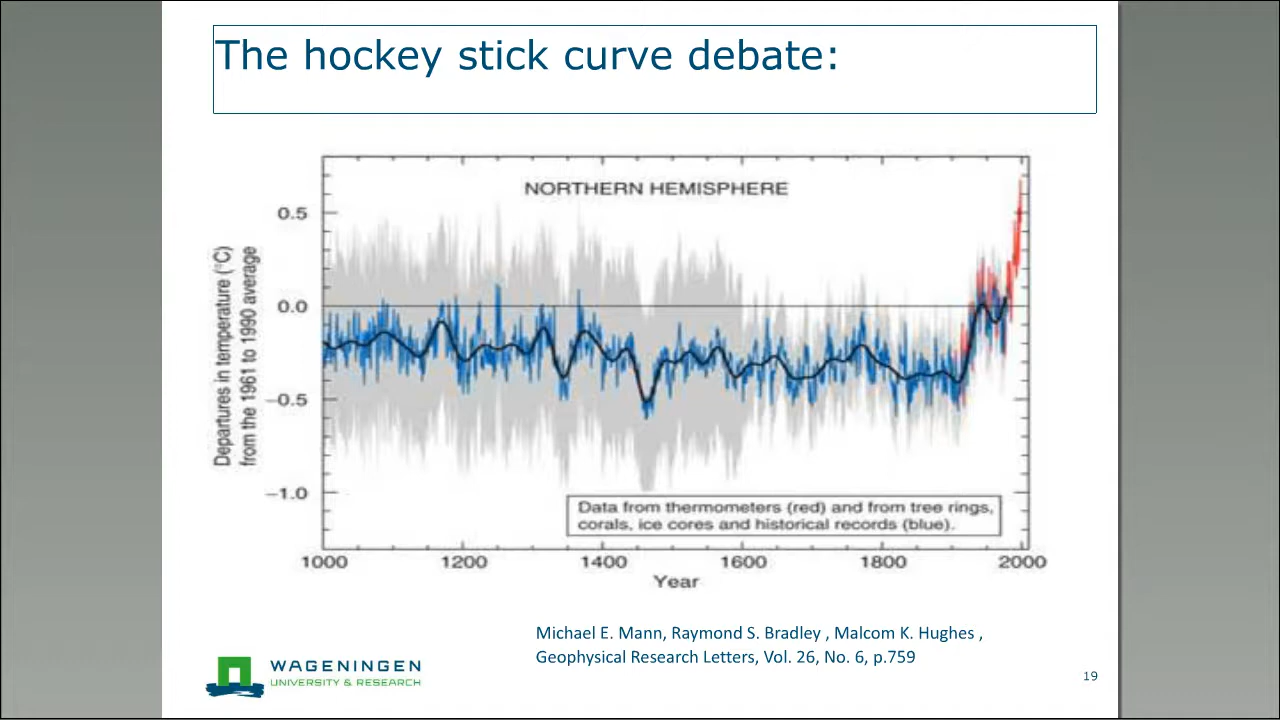 The hockey stick curve debate:
NORTHERN HEMISPHERE
Departures in temperature (°C)
from the 1961 to 1990 average
0.5
0.0
−0.5
−1.0
Data from thermometers (red) and from tree rings,
corals, ice cores and historical records (blue).
1000 1200 1400 1600 1800 2000
Year
Michael E. Mann, Raymond S. Bradley , Malcom K. Hughes ,
Geophysical Research Letters, Vol. 26, No. 6, p.759
WAGENINGEN
UNIVERSITY & RESEARCH
19